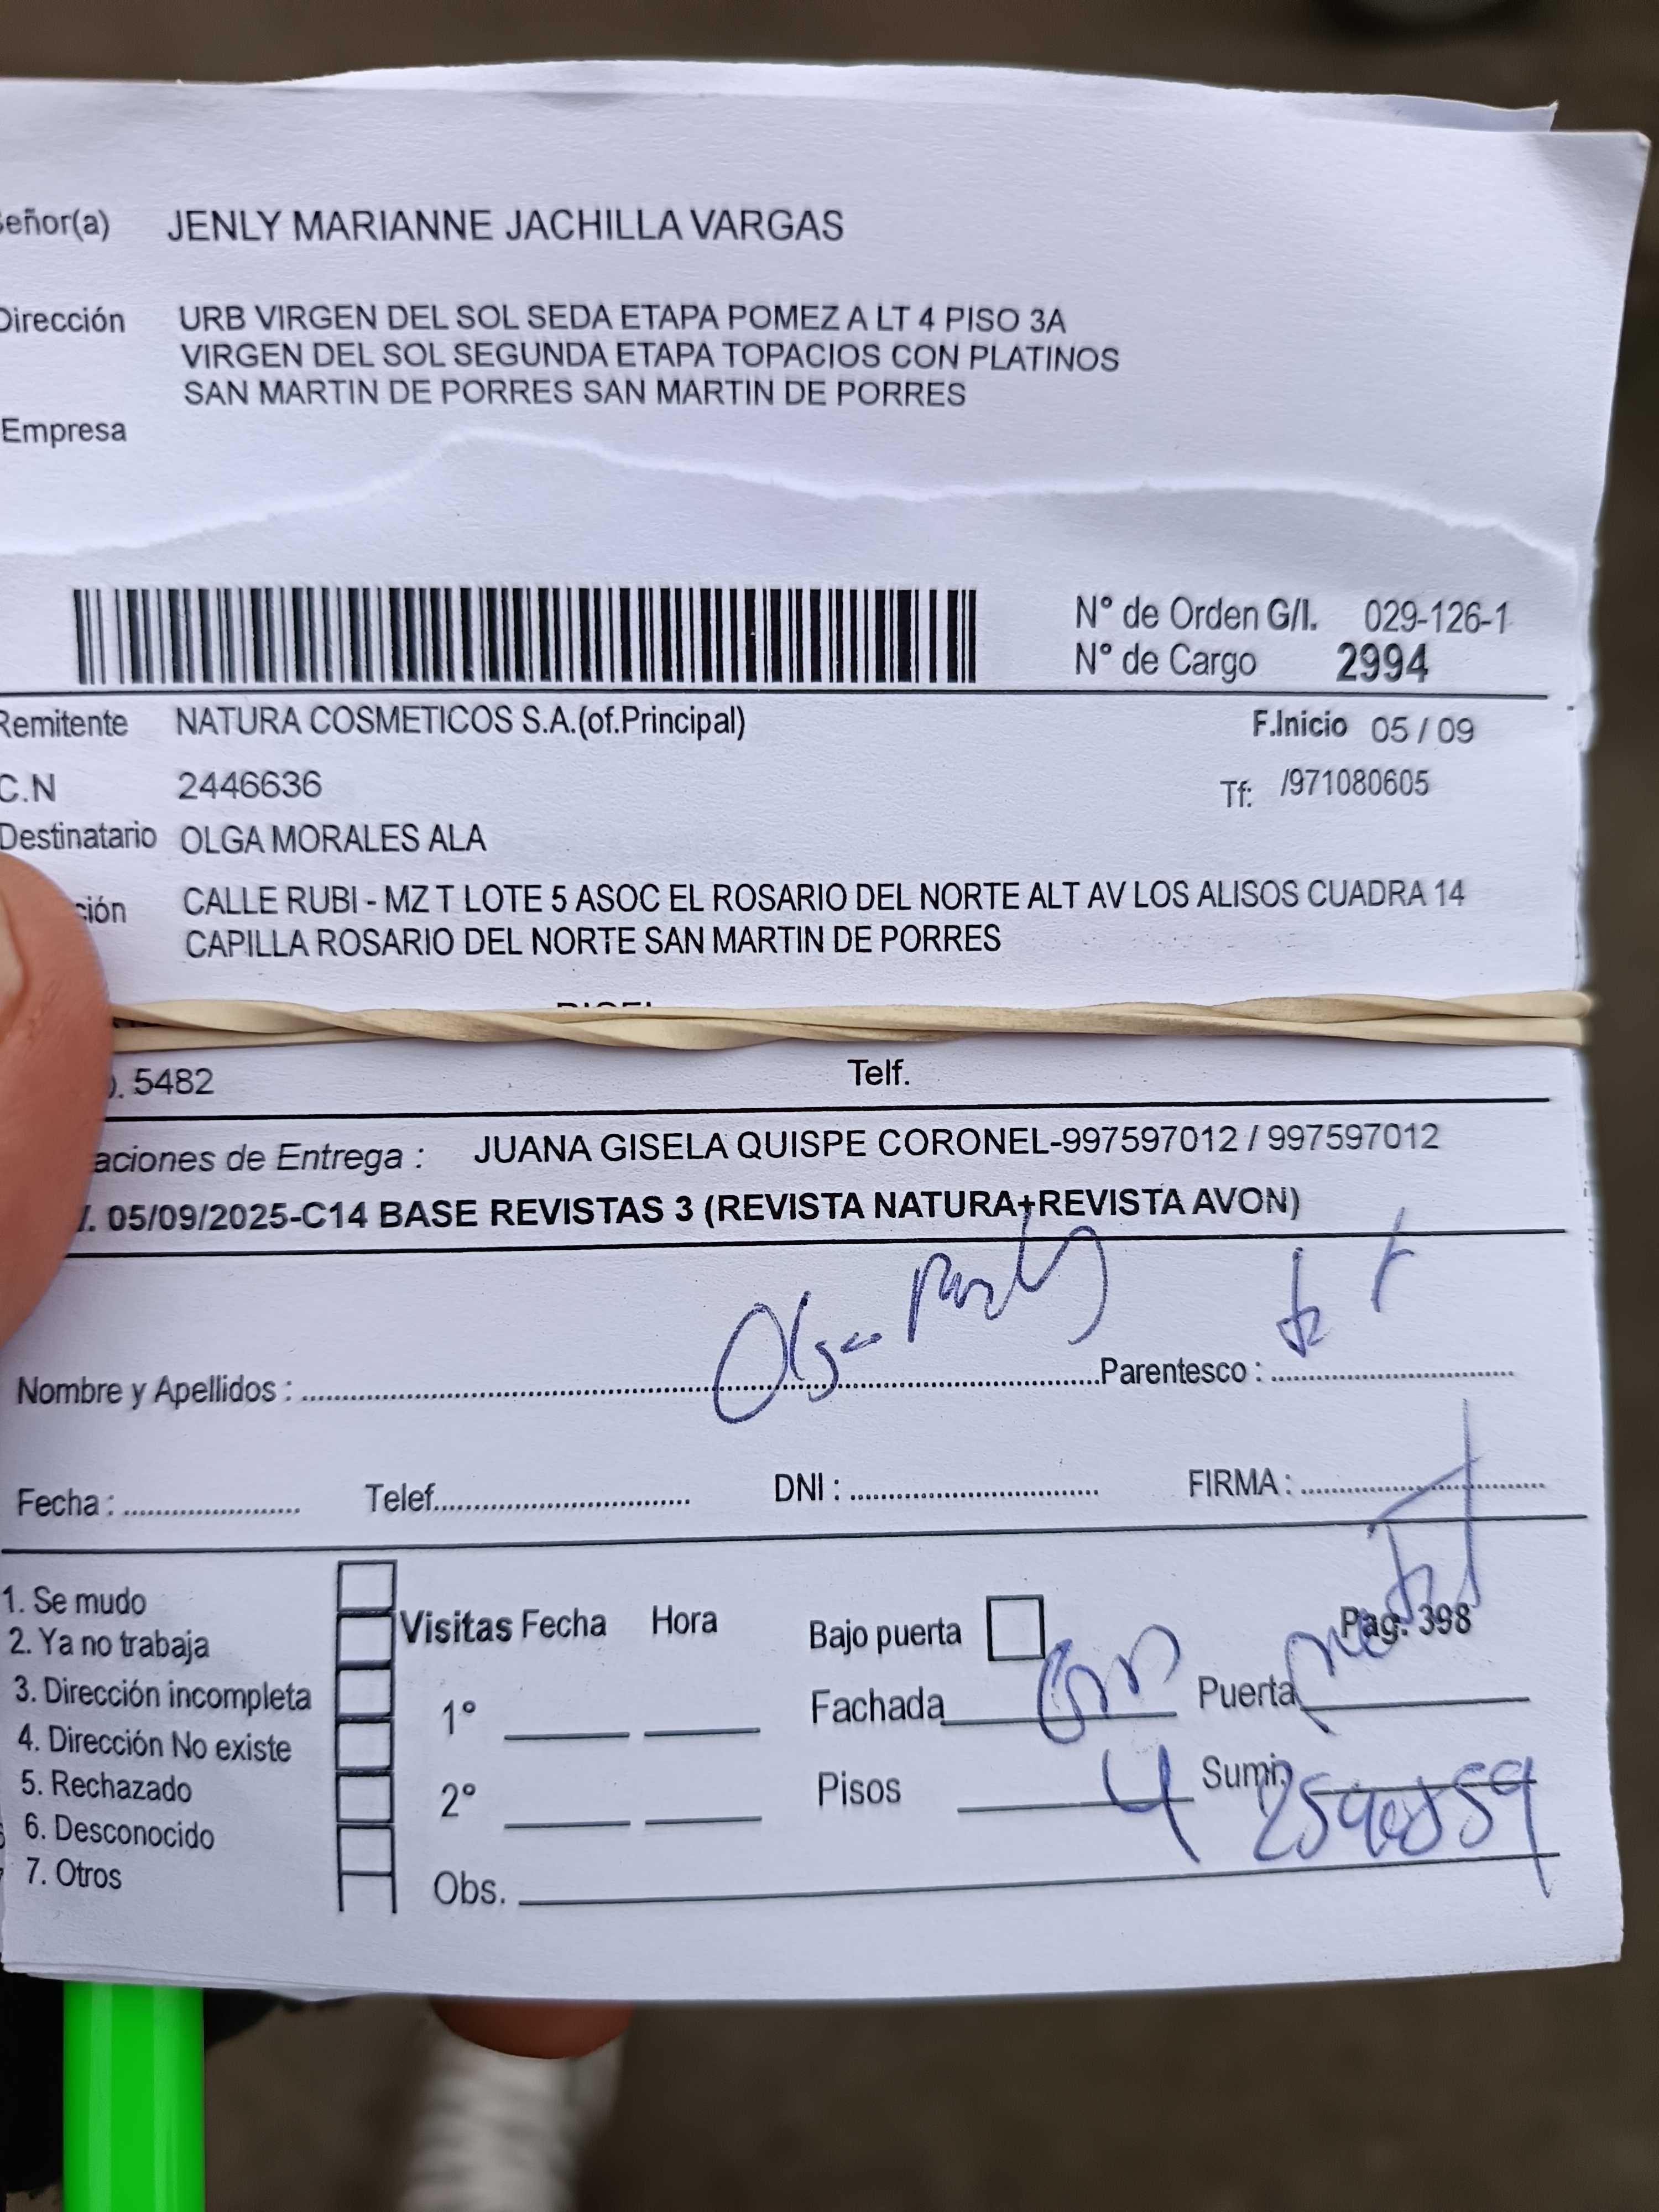 eñor(a) JENLY MARIANNE JACHILLA VARGAS
Dirección URB VIRGEN DEL SOL SEDA ETAPA POMEZ A LT 4 PISO 3A
VIRGEN DEL SOL SEGUNDA ETAPA TOPACIOS CON PLATINOS
SAN MARTIN DE PORRES SAN MARTIN DE PORRES
Empresa
N° de Orden G/I. 029-126-1
N° de Cargo 2994
Remitente NATURA COSMETICOS S.A.(of.Principal) F.Inicio 05 / 09
C.N 2446636 Tf: /971080605
Destinatario OLGA MORALES ALA
ción CALLE RUBI - MZ T LOTE 5 ASOC EL ROSARIO DEL NORTE ALT AV LOS ALISOS CUADRA 14
CAPILLA ROSARIO DEL NORTE SAN MARTIN DE PORRES
). 5482 Telf.
aciones de Entrega : JUANA GISELA QUISPE CORONEL-997597012 / 997597012
/. 05/09/2025-C14 BASE REVISTAS 3 (REVISTA NATURA+REVISTA AVON)
Nombre y Apellidos : Olga Parentesco :
Fecha : Telef. DNI : FIRMA :
1. Se mudo
2. Ya no trabaja Visitas Fecha Hora Bajo puerta Pag. 398
3. Dirección incompleta 1° Fachada Puerta
4. Dirección No existe
5. Rechazado 2° Pisos 4 Sumi.
6. Desconocido
7. Otros Obs.